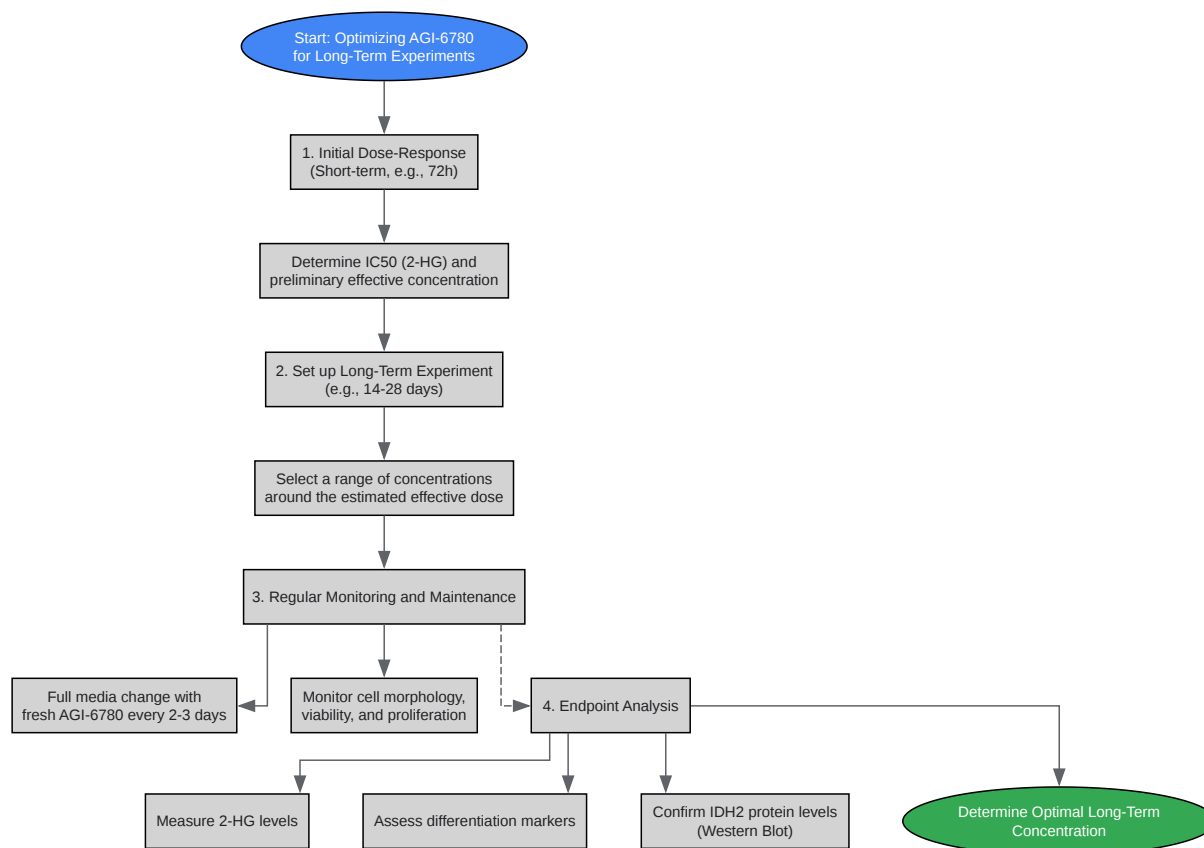 Start: Optimizing AGI-6780
for Long-Term Experiments
1. Initial Dose-Response
(Short-term, e.g., 72h)
Determine IC50 (2-HG) and
preliminary effective concentration
2. Set up Long-Term Experiment
(e.g., 14-28 days)
Select a range of concentrations
around the estimated effective dose
3. Regular Monitoring and Maintenance
Full media change with
fresh AGI-6780 every 2-3 days
Monitor cell morphology,
viability, and proliferation
4. Endpoint Analysis
Measure 2-HG levels
Assess differentiation markers
Confirm IDH2 protein levels
(Western Blot)
Determine Optimal Long-Term
Concentration